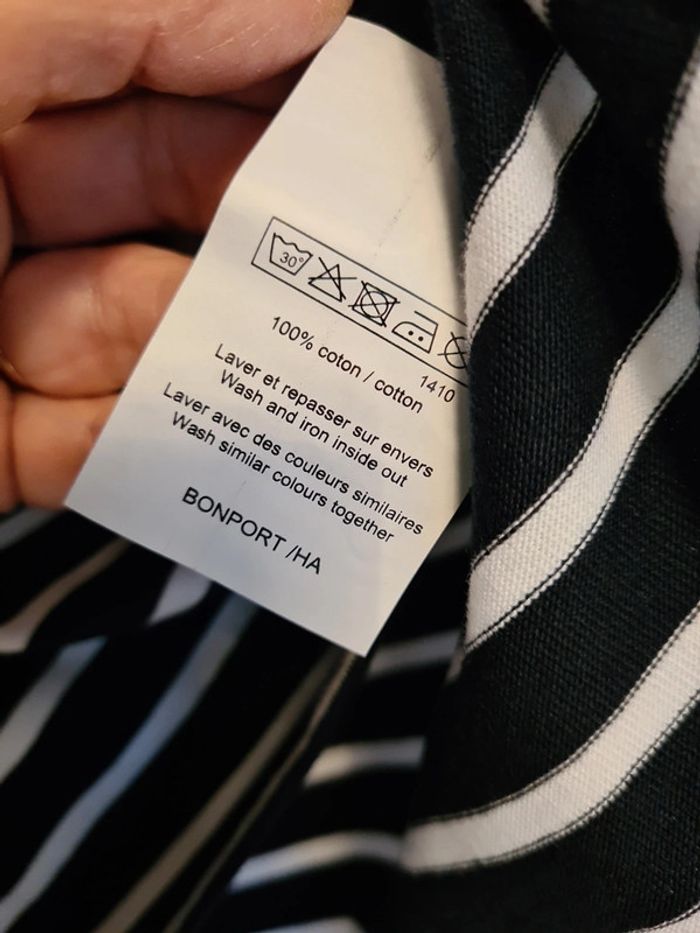 30°
100% coton / cotton
1410
Laver et repasser sur envers
Wash and iron inside out
Laver avec des couleurs similaires
Wash similar colours together
BONPORT /HA